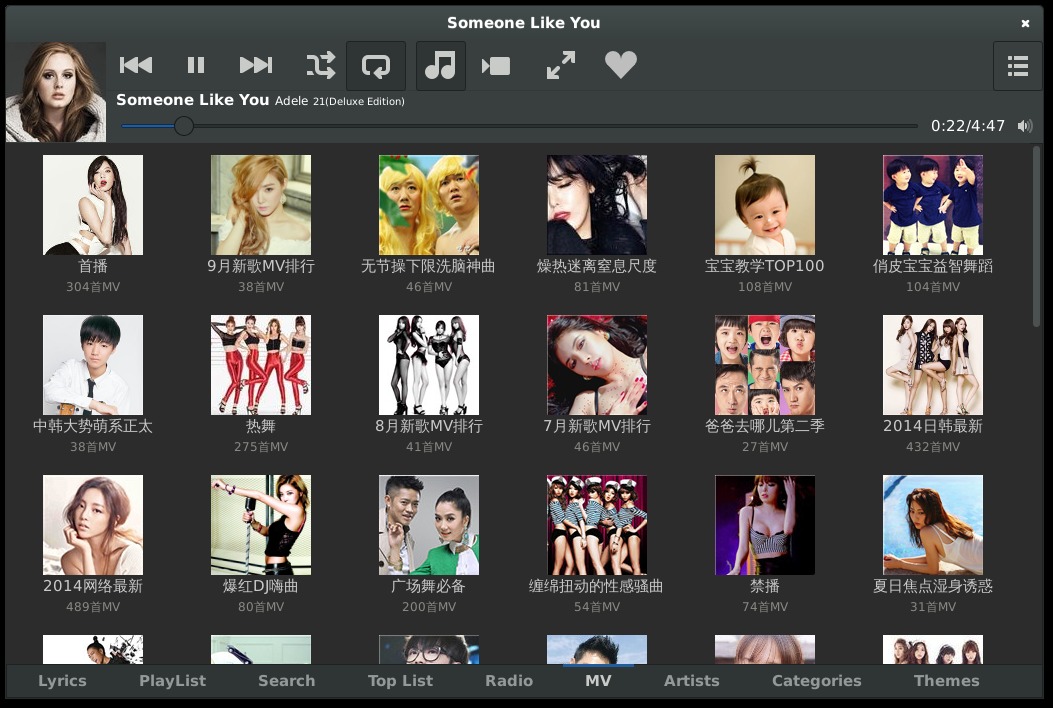 Someone Like You
Someone Like You Adele 21(Deluxe Edition)
0:22/4:47
首播
304首MV
9月新歌MV排行
38首MV
无节操下限洗脑神曲
46首MV
燥热迷离窒息尺度
81首MV
宝宝教学TOP100
108首MV
俏皮宝宝益智舞蹈
104首MV
中韩大势萌系正太
38首MV
热舞
275首MV
8月新歌MV排行
41首MV
7月新歌MV排行
46首MV
爸爸去哪儿第二季
27首MV
2014日韩最新
432首MV
2014网络最新
489首MV
爆红DJ嗨曲
80首MV
广场舞必备
200首MV
缠绵扭动的性感骚曲
54首MV
禁播
74首MV
夏日焦点湿身诱惑
31首MV
Lyrics
PlayList
Search
Top List
Radio
MV
Artists
Categories
Themes